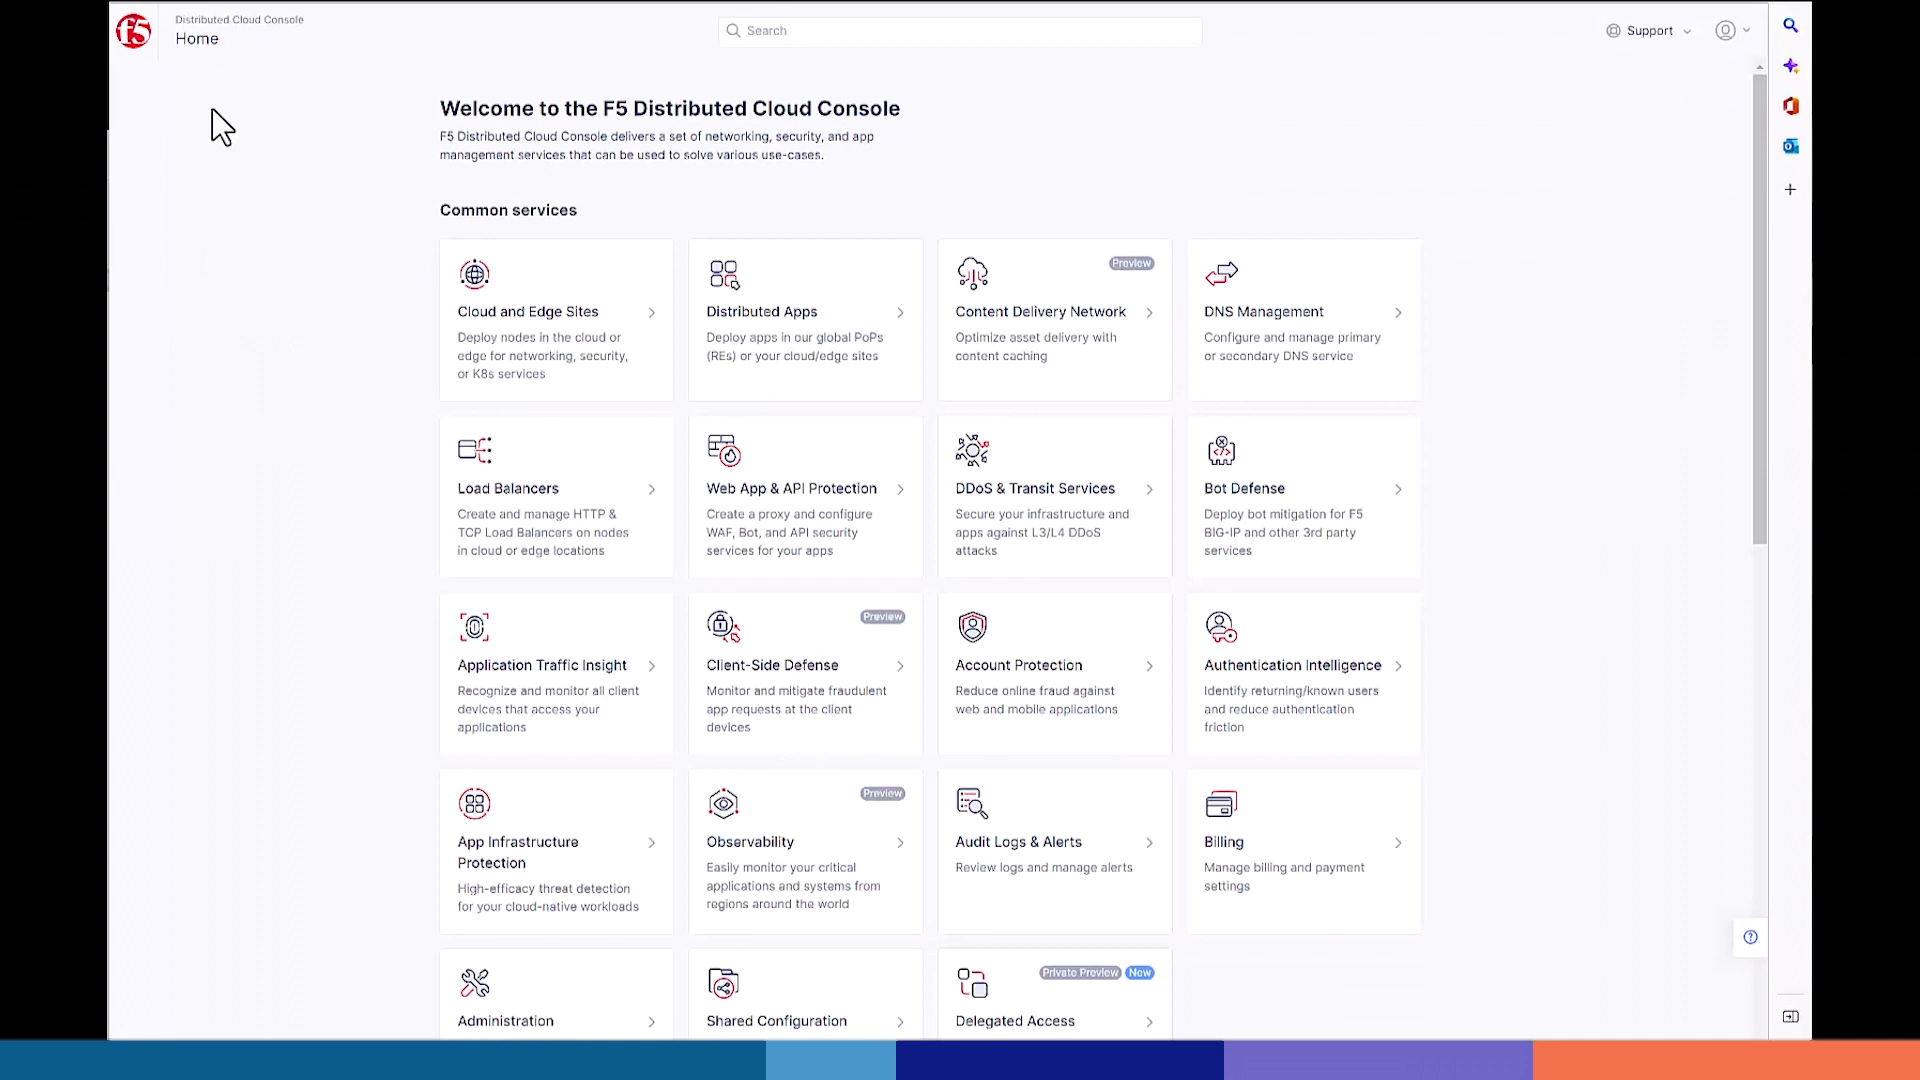 f5
Distributed Cloud Console
Home
Search
Support
Welcome to the F5 Distributed Cloud Console
F5 Distributed Cloud Console delivers a set of networking, security, and app
management services that can be used to solve various use-cases.
Common services
Cloud and Edge Sites
Deploy nodes in the cloud or
edge for networking, security,
or K8s services
Distributed Apps
Deploy apps in our global PoPs
(REs) or your cloud/edge sites
Preview
Content Delivery Network
Optimize asset delivery with
content caching
DNS Management
Configure and manage primary
or secondary DNS service
Load Balancers
Create and manage HTTP &
TCP Load Balancers on nodes
in cloud or edge locations
Web App & API Protection
Create a proxy and configure
WAF, Bot, and API security
services for your apps
DDoS & Transit Services
Secure your infrastructure and
apps against L3/L4 DDoS
attacks
Bot Defense
Deploy bot mitigation for F5
BIG-IP and other 3rd party
services
Application Traffic Insight
Recognize and monitor all client
devices that access your
applications
Preview
Client-Side Defense
Monitor and mitigate fraudulent
app requests at the client
devices
Account Protection
Reduce online fraud against
web and mobile applications
Authentication Intelligence
Identify returning/known users
and reduce authentication
friction
App Infrastructure
Protection
High-efficacy threat detection
for your cloud-native workloads
Preview
Observability
Easily monitor your critical
applications and systems from
regions around the world
Audit Logs & Alerts
Review logs and manage alerts
Billing
Manage billing and payment
settings
Administration
Shared Configuration
Private Preview
New
Delegated Access